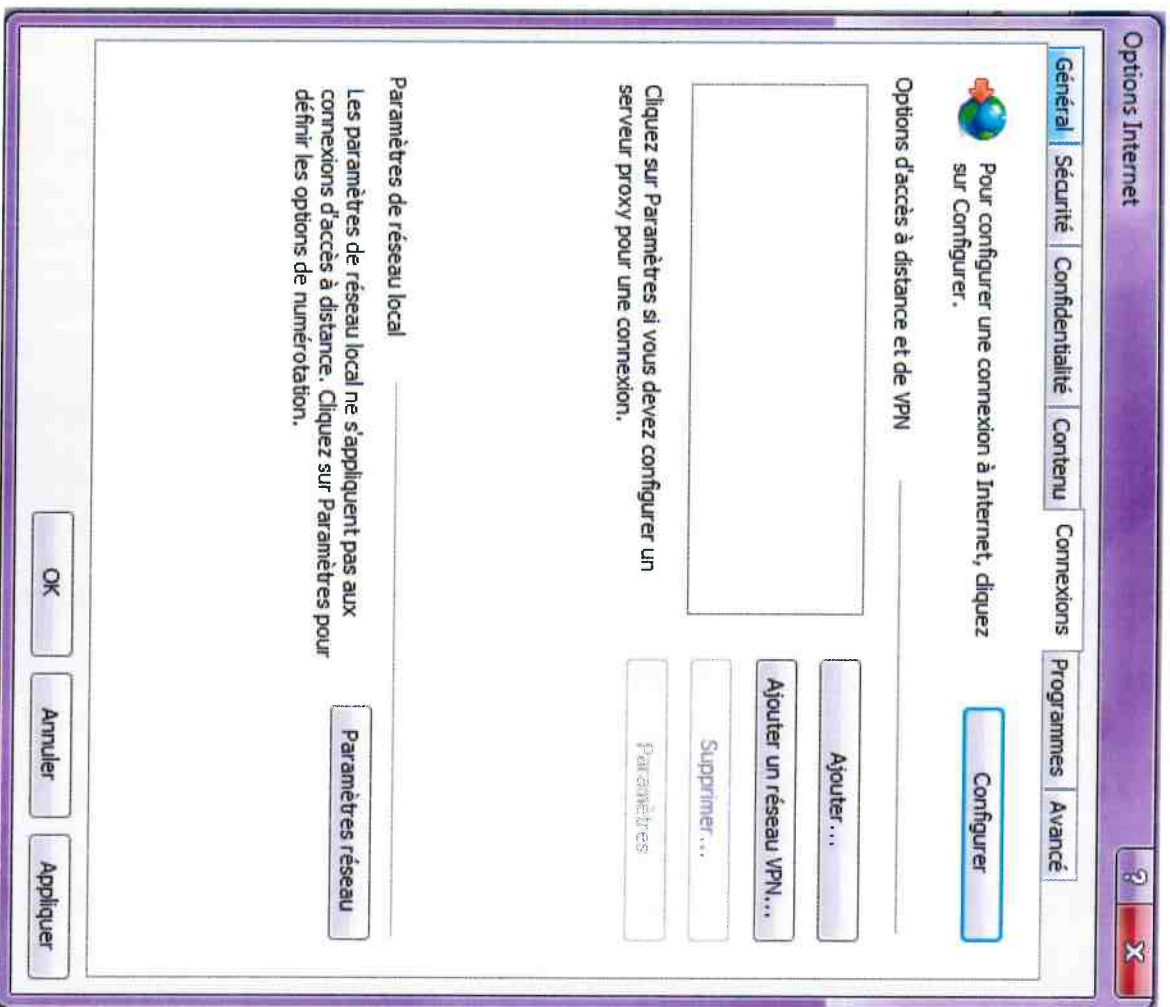 Options Internet
?
X
Général
Sécurité
Confidentialité
Contenu
Connexions
Programmes
Avancé
Pour configurer une connexion à Internet, cliquez
sur Configurer.
Configurer
Options d'accès à distance et de VPN
Ajouter...
Ajouter un réseau VPN...
Supprimer...
Paramètres
Cliquez sur Paramètres si vous devez configurer un
serveur proxy pour une connexion.
Paramètres de réseau local
Les paramètres de réseau local ne s'appliquent pas aux
connexions d'accès à distance. Cliquez sur Paramètres pour
définir les options de numérotation.
Paramètres réseau
OK
Annuler
Appliquer